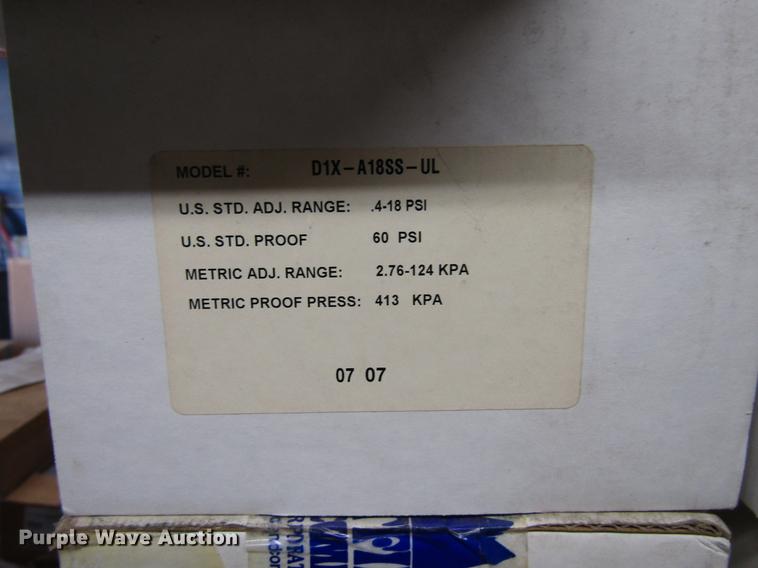 MODEL #: D1X-A18SS-UL
U.S. STD. ADJ. RANGE: .4-18 PSI
U.S. STD. PROOF 60 PSI
METRIC ADJ. RANGE: 2.76-124 KPA
METRIC PROOF PRESS: 413 KPA
07 07
Purple Wave Auction®